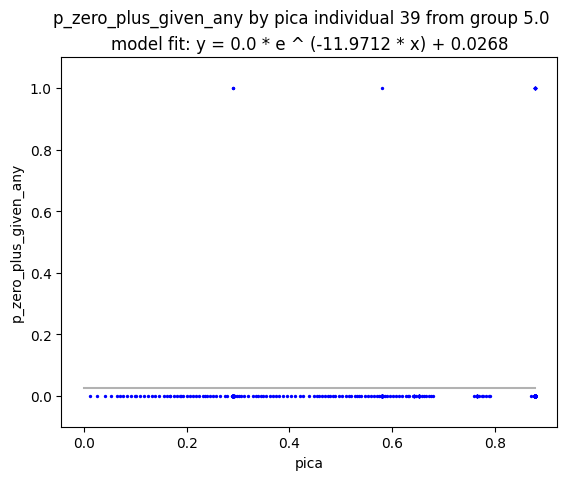 p_zero_plus_given_any by pica individual 39 from group 5.0
model fit: y = 0.0 * e ^ (-11.9712 * x) + 0.0268
1.0
0.8
0.6
0.4
0.2
0.0
p_zero_plus_given_any
0.0 0.2 0.4 0.6 0.8
pica